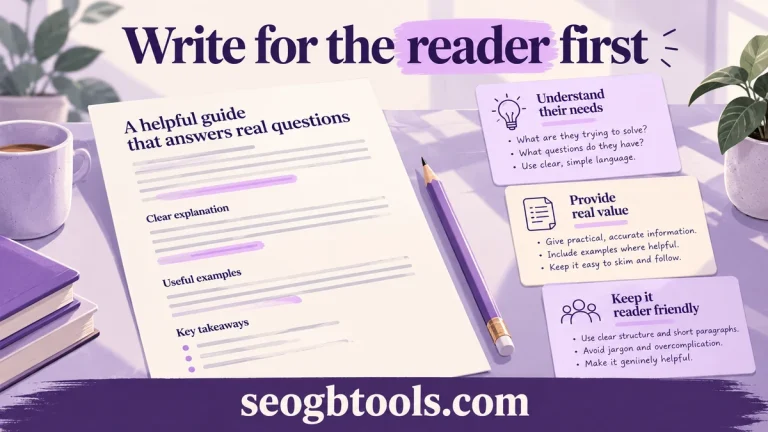 Write for the reader first
A helpful guide
that answers real questions
Clear explanation
Useful examples
Key takeaways
Understand
their needs
• What are they trying to solve?
• What questions do they have?
• Use clear, simple language.
Provide
real value
• Give practical, accurate information.
• Include examples where helpful.
• Keep it easy to skim and follow.
Keep it
reader friendly
• Use clear structure and short paragraphs.
• Avoid jargon and overcomplication.
• Make it geniinely helpful.
seogbtools.com